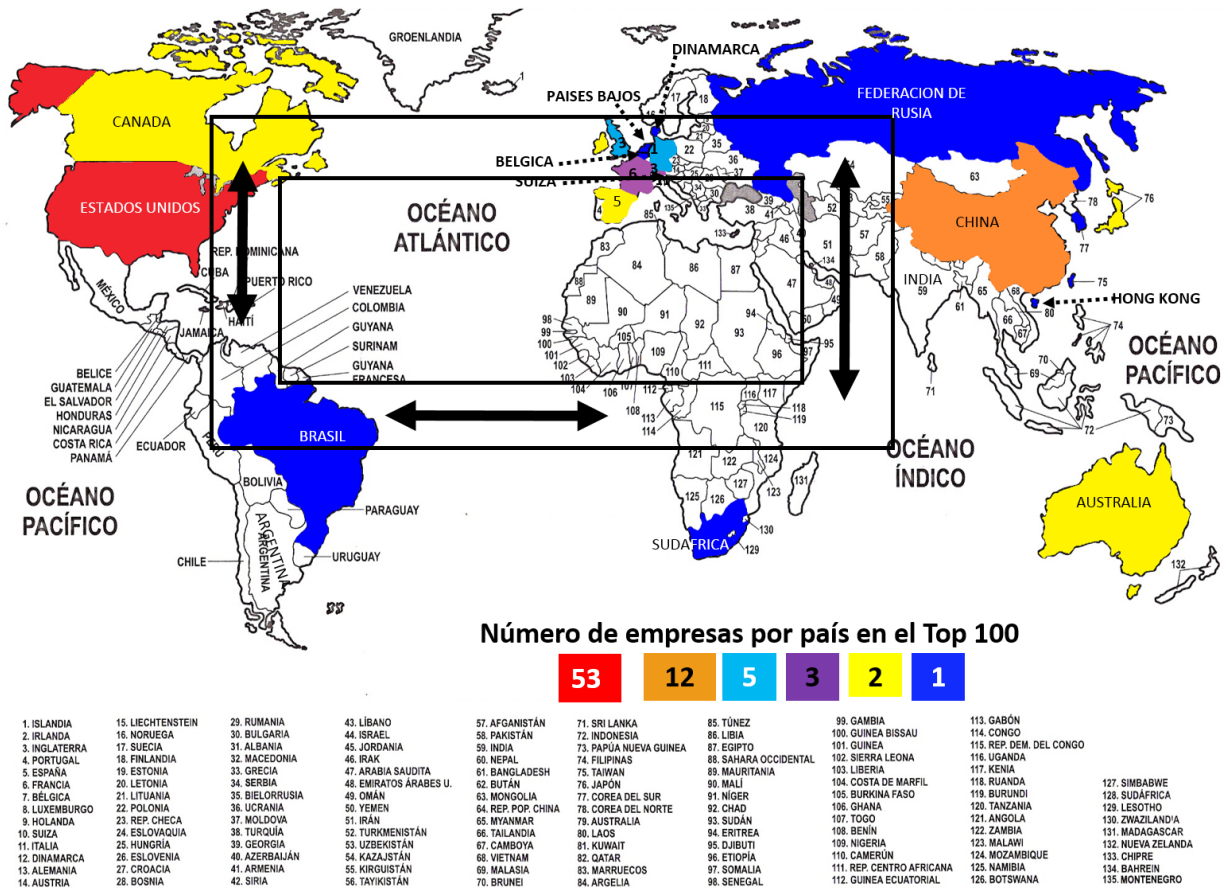 GROENLANDIA
1
DINAMARCA
PAISES BAJOS
FEDERACION DE
RUSIA
CANADA
BELGICA
SUIZA
ESTADOS UNIDOS
OCÉANO
ATLÁNTICO
CHINA
INDIA
HONG KONG
REP. DOMINICANA
CUBA
PUERTO RICO
MÉXICO
JAMAICA
HAITÍ
VENEZUELA
COLOMBIA
GUYANA
SURINAM
GUYANA
FRANCESA
BELICE
GUATEMALA
EL SALVADOR
HONDURAS
NICARAGUA
COSTA RICA
PANAMÁ
ECUADOR
PERÚ
BRASIL
BOLIVIA
PARAGUAY
ARGENTINA
ARGENTINA
CHILE
URUGUAY
OCÉANO
PACÍFICO
OCÉANO
PACÍFICO
OCÉANO
ÍNDICO
SUDAFRICA
AUSTRALIA
Número de empresas por país en el Top 100
53 12 5 3 2 1
1. ISLANDIA
2. IRLANDA
3. INGLATERRA
4. PORTUGAL
5. ESPAÑA
6. FRANCIA
7. BÉLGICA
8. LUXEMBURGO
9. HOLANDA
10. SUIZA
11. ITALIA
12. DINAMARCA
13. ALEMANIA
14. AUSTRIA
15. LIECHTENSTEIN
16. NORUEGA
17. SUECIA
18. FINLANDIA
19. ESTONIA
20. LETONIA
21. LITUANIA
22. POLONIA
23. REP. CHECA
24. ESLOVAQUIA
25. HUNGRÍA
26. ESLOVENIA
27. CROACIA
28. BOSNIA
29. RUMANIA
30. BULGARIA
31. ALBANIA
32. MACEDONIA
33. GRECIA
34. SERBIA
35. BIELORRUSIA
36. UCRANIA
37. MOLDOVA
38. TURQUÍA
39. GEORGIA
40. AZERBAIJÁN
41. ARMENIA
42. SIRIA
43. LÍBANO
44. ISRAEL
45. JORDANIA
46. IRAK
47. ARABIA SAUDITA
48. EMIRATOS ÁRABES U.
49. OMÁN
50. YEMEN
51. IRÁN
52. TURKMENISTÁN
53. UZBEKISTÁN
54. KAZAJSTÁN
55. KIRGUISTÁN
56. TAYIKISTÁN
57. AFGANISTÁN
58. PAKISTÁN
59. INDIA
60. NEPAL
61. BANGLADESH
62. BUTÁN
63. MONGOLIA
64. REP. POP. CHINA
65. MYANMAR
66. TAILANDIA
67. CAMBOYA
68. VIETNAM
69. MALASIA
70. BRUNEI
71. SRI LANKA
72. INDONESIA
73. PAPÚA NUEVA GUINEA
74. FILIPINAS
75. TAIWAN
76. JAPÓN
77. COREA DEL SUR
78. COREA DEL NORTE
79. AUSTRALIA
80. LAOS
81. KUWAIT
82. QATAR
83. MARRUECOS
84. ARGELIA
85. TÚNEZ
86. LIBIA
87. EGIPTO
88. SAHARA OCCIDENTAL
89. MAURITANIA
90. MALÍ
91. NÍGER
92. CHAD
93. SUDÁN
94. ERITREA
95. DJIBUTI
96. ETIOPÍA
97. SOMALIA
98. SENEGAL
99. GAMBIA
100. GUINEA BISSAU
101. GUINEA
102. SIERRA LEONA
103. LIBERIA
104. COSTA DE MARFIL
105. BURKINA FASO
106. GHANA
107. TOGO
108. BENÍN
109. NIGERIA
110. CAMERÚN
111. REP. CENTRO AFRICANA
112. GUINEA ECUATORIAL
113. GABÓN
114. CONGO
115. REP. DEM. DEL CONGO
116. UGANDA
117. KENIA
118. RUANDA
119. BURUNDI
120. TANZANIA
121. ANGOLA
122. ZAMBIA
123. MALAWI
124. MOZAMBIQUE
125. NAMIBIA
126. BOTSWANA
127. SIMBABWE
128. SUDÁFRICA
129. LESOTHO
130. ZWAZILANDIA
131. MADAGASCAR
132. NUEVA ZELANDA
133. CHIPRE
134. BAHREIN
135. MONTENEGRO